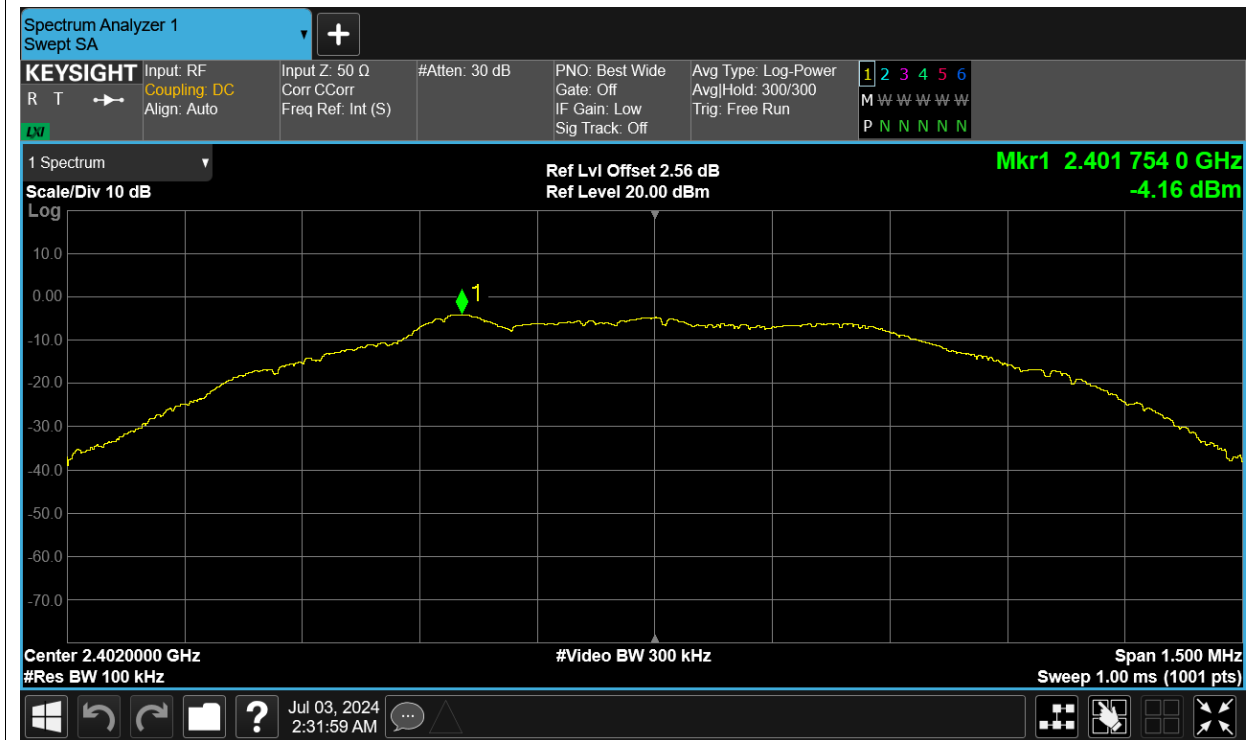 Spectrum Analyzer 1
Swept SA
KEYSIGHT
R T
LXI
Input: RF
Coupling: DC
Align: Auto
Input Z: 50 Ω
Corr CCorr
Freq Ref: Int (S)
#Atten: 30 dB
PNO: Best Wide
Gate: Off
IF Gain: Low
Sig Track: Off
Avg Type: Log-Power
Avg|Hold: 300/300
Trig: Free Run
1 2 3 4 5 6
M W W W W W
P N N N N N
1 Spectrum
Scale/Div 10 dB
Log
Ref Lvl Offset 2.56 dB
Ref Level 20.00 dBm
Mkr1 2.401 754 0 GHz
-4.16 dBm
10.0
0.00
-10.0
-20.0
-30.0
-40.0
-50.0
-60.0
-70.0
1
Center 2.4020000 GHz
#Res BW 100 kHz
#Video BW 300 kHz
Span 1.500 MHz
Sweep 1.00 ms (1001 pts)
?
Jul 03, 2024
2:31:59 AM